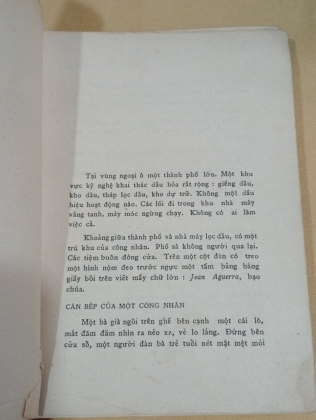 Tại vùng ngoại ô một thành phố lớn. Một khu
vực kỹ nghệ khai thác dầu hỏa rất rộng : giếng dầu,
kho dầu, tháp lọc dầu, kho dự trữ. Không một dấu
hiệu hoạt động nào. Các lối đi trong khu nhà máy
vắng tanh, máy móc ngừng chạy. Không có ai làm
việc cả.
Khoảng giữa thành phố và nhà máy lọc dầu, có một
trú khu của công nhân. Phố sá không người qua lại.
Các tiệm buôn đóng cửa. Trên một cột đèn có treo
một hình nộm đeo trước ngực một tấm bảng bằng
giấy bồi trên viết mấy chữ lớn : Jean Aguerra, bạo
chúa.
CĂN BẾP CỦA MỘT CÔNG NHÂN
Một bà già ngồi trên ghế bên cạnh một cái lò,
mắt đăm đăm nhìn ra nẻo xa, vẻ lo lắng. Đứng bên
cửa sổ, một người đàn bà trẻ tuổi nét mặt mệt mỏi